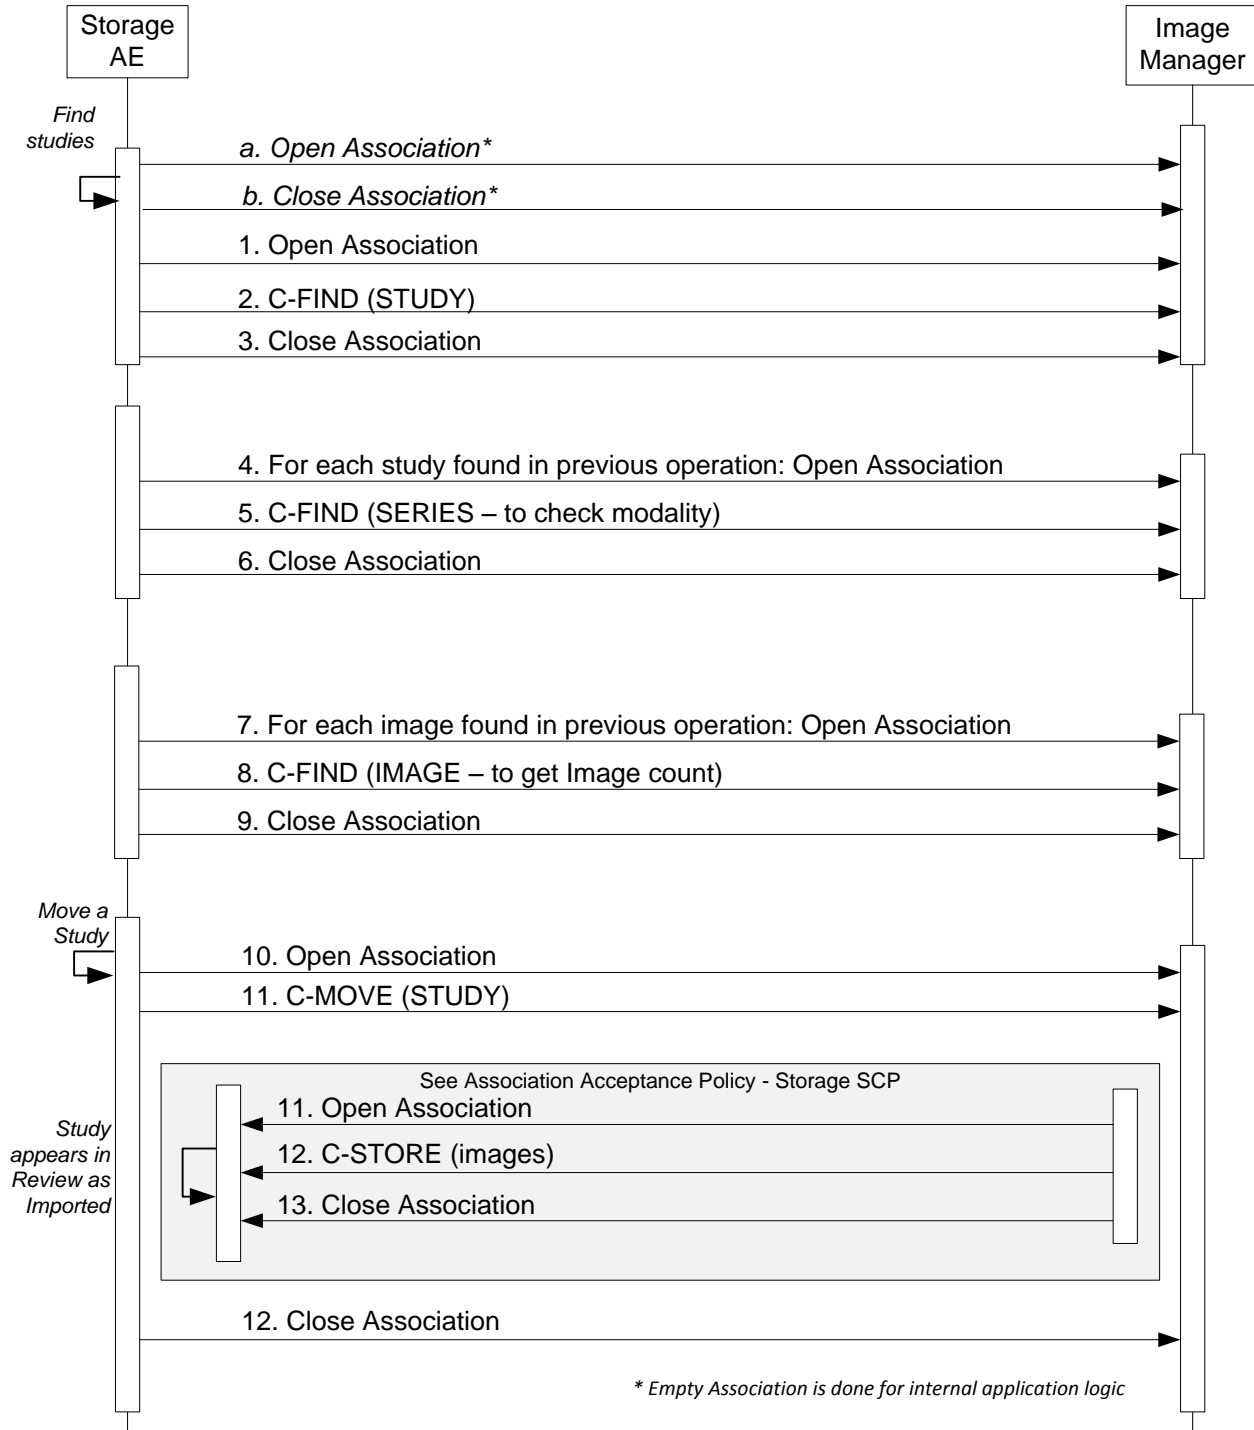 Storage
AE
Image
Manager
Find
studies
a. Open Association*
b. Close Association*
1. Open Association
2. C-FIND (STUDY)
3. Close Association
4. For each study found in previous operation: Open Association
5. C-FIND (SERIES – to check modality)
6. Close Association
7. For each image found in previous operation: Open Association
8. C-FIND (IMAGE – to get Image count)
9. Close Association
Move a
Study
10. Open Association
11. C-MOVE (STUDY)
See Association Acceptance Policy - Storage SCP
11. Open Association
12. C-STORE (images)
13. Close Association
Study
appears in
Review as
Imported
12. Close Association
* Empty Association is done for internal application logic